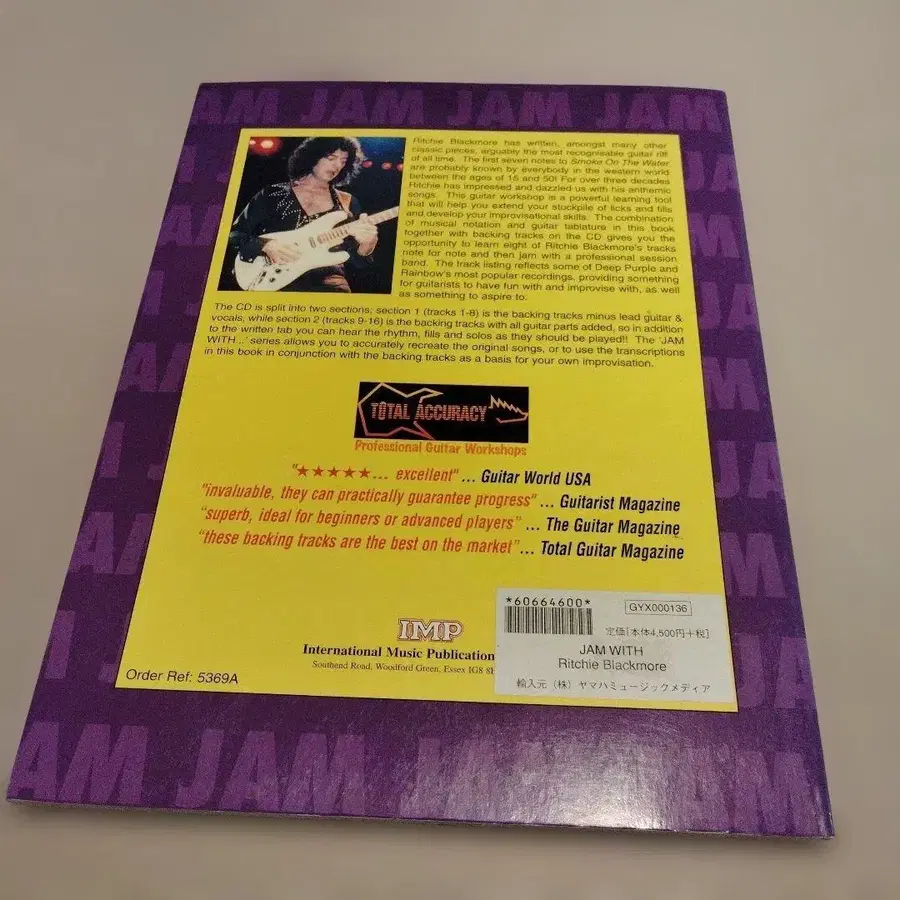 AM JAM JAM JAM
Ritchie Blackmore has written, amongst many other
classic pieces, arguably the most recognisable guitar riff
of all time. The first seven notes to Smoke On The Water
are probably known by everybody in the western world
between the ages of 15 and 50! For over three decades
Ritchie has impressed and dazzled us with his anthemic
songs. This guitar workshop is a powerful learning tool
that will help you extend your stockpile of licks and fills
and develop your improvisational skills. The combination
of musical notation and guitar tablature in this book
together with backing tracks on the CD gives you the
opportunity to learn eight of Ritchie Blackmore's tracks
note for note and then jam with a professional session
band. The track listing reflects some of Deep Purple and
Rainbow's most popular recordings, providing something
for guitarists to have fun with and improvise with, as well
as something to aspire to.
The CD is split into two sections, section 1 (tracks 1-8) is the backing tracks minus lead guitar &
vocals, while section 2 (tracks 9-16) is the backing tracks with all guitar parts added, so in addition
to the written tab you can hear the rhythm, fills and solos as they should be played!! The 'JAM
WITH...' series allows you to accurately recreate the original songs, or to use the transcriptions
in this book in conjunction with the backing tracks as a basis for your own improvisation.
TOTAL ACCURACY
Professional Guitar Workshops
"★★★★★... excellent" ... Guitar World USA
"invaluable, they can practically guarantee progress" ... Guitarist Magazine
"superb, ideal for beginners or advanced players" ... The Guitar Magazine
"these backing tracks are the best on the market"... Total Guitar Magazine
IMP
International Music Publication
Southend Road, Woodford Green, Essex IG8 8
Order Ref: 5369A
*60664600*
GYX000136
定価[本体4,500円+税]
JAM WITH
Ritchie Blackmore
輸入元 (株) ヤマハミュージックメディア
AM JAM JAM JAM JAM